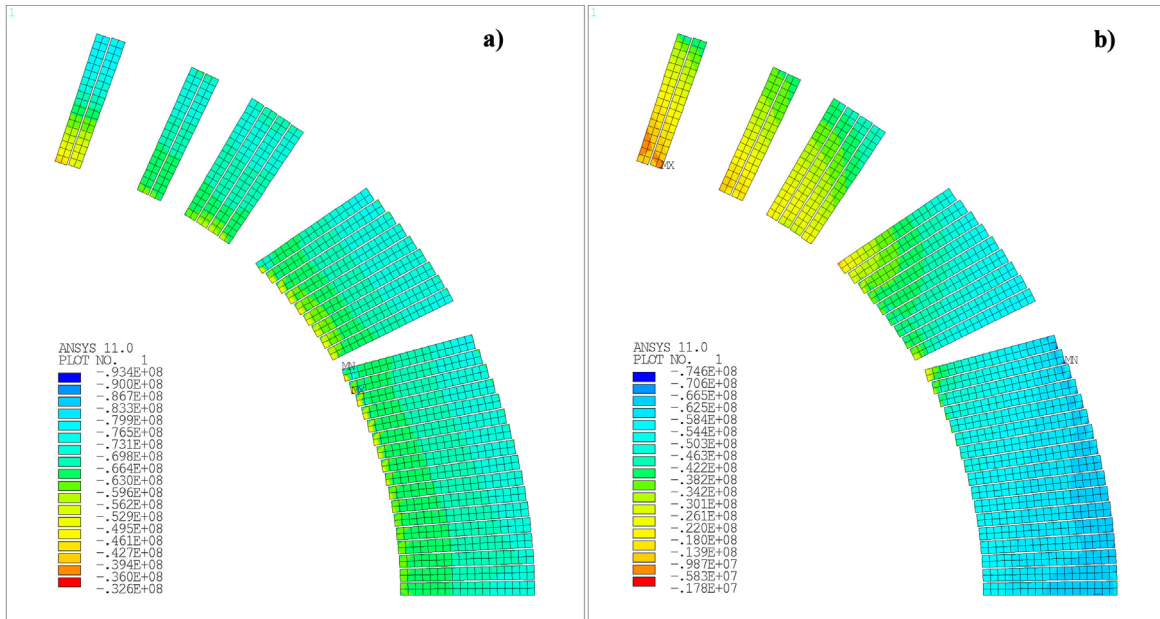 1
a)
MN
MX
ANSYS 11.0
PLOT NO. 1
-.934E+08
-.900E+08
-.867E+08
-.833E+08
-.799E+08
-.765E+08
-.731E+08
-.698E+08
-.664E+08
-.630E+08
-.596E+08
-.562E+08
-.529E+08
-.495E+08
-.461E+08
-.427E+08
-.394E+08
-.360E+08
-.326E+08
1
b)
MX
MN
ANSYS 11.0
PLOT NO. 1
-.746E+08
-.706E+08
-.665E+08
-.625E+08
-.584E+08
-.544E+08
-.503E+08
-.463E+08
-.422E+08
-.382E+08
-.342E+08
-.301E+08
-.261E+08
-.220E+08
-.180E+08
-.139E+08
-.987E+07
-.583E+07
-.178E+07